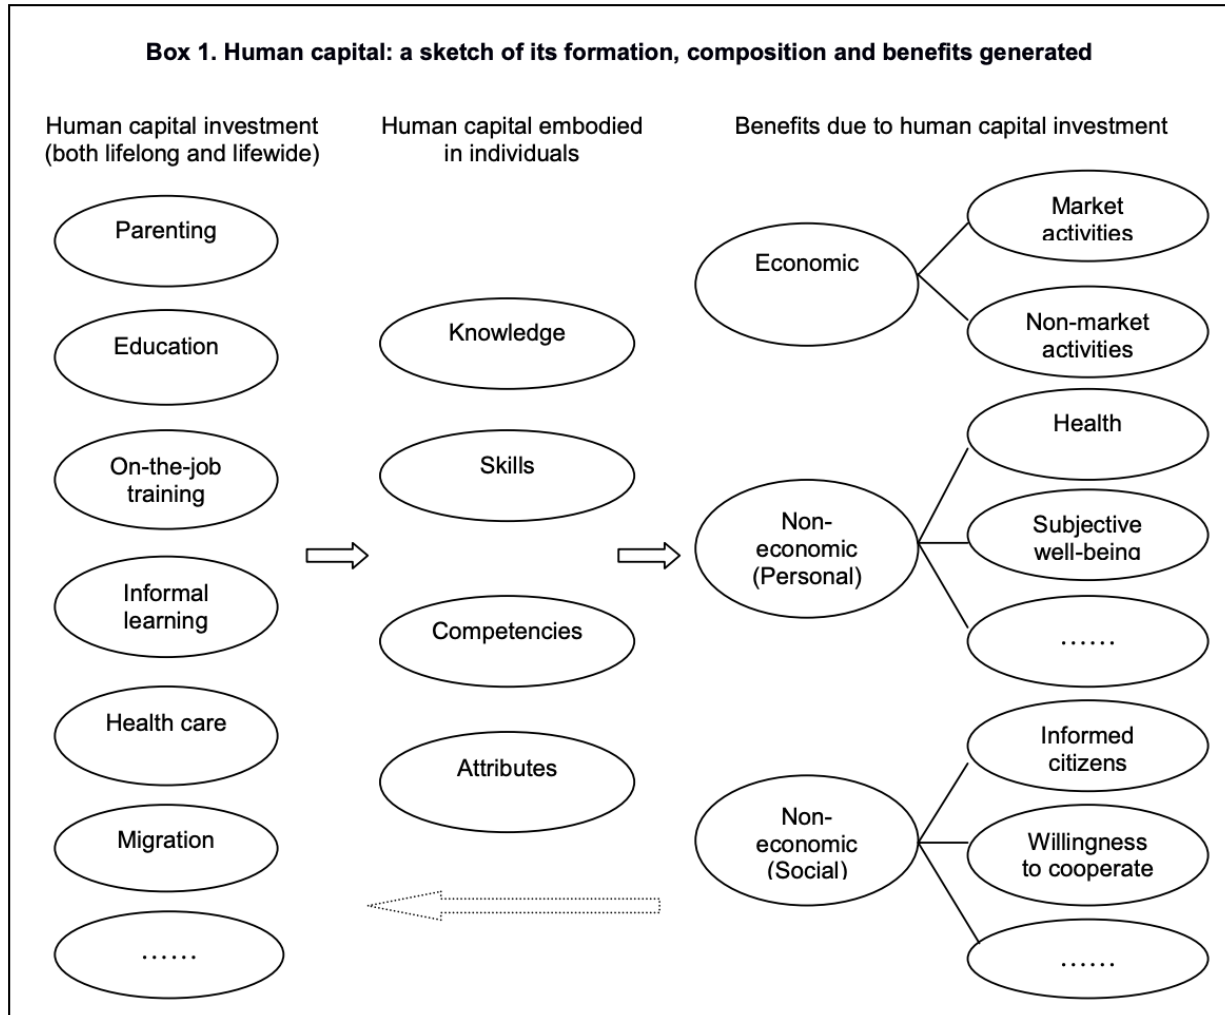 Box 1. Human capital: a sketch of its formation, composition and benefits generated
Human capital investment
(both lifelong and lifewide)
Parenting
Education
On-the-job
training
Informal
learning
Health care
Migration
……
Human capital embodied
in individuals
Knowledge
Skills
Competencies
Attributes
Benefits due to human capital investment
Economic
Market
activities
Non-market
activities
Non-
economic
(Personal)
Health
Subjective
well-being
……
Non-
economic
(Social)
Informed
citizens
Willingness
to cooperate
……